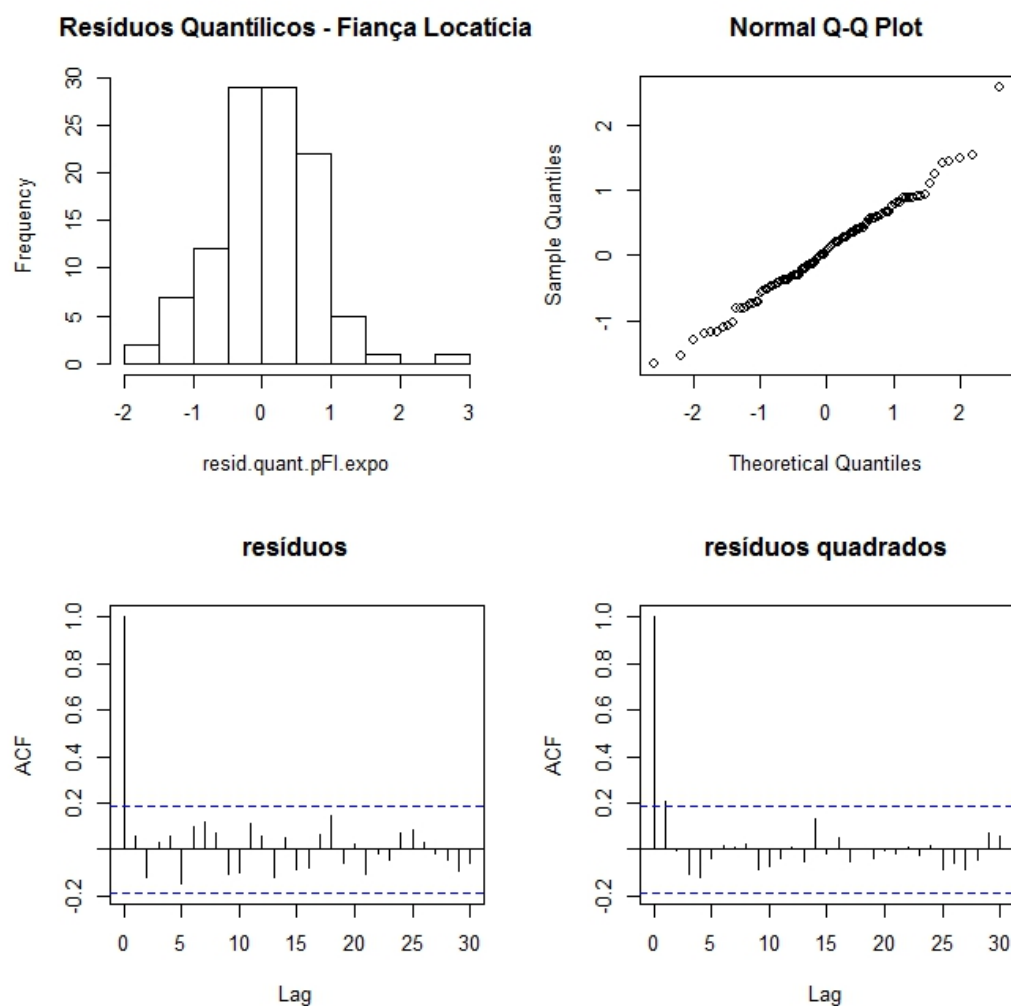 Resíduos Quantílicos - Fiança Locatícia
Frequency
30
25
20
15
10
5
0
-2 -1 0 1 2 3
resid.quant.pFI.expo
Normal Q-Q Plot
Sample Quantiles
2
1
0
-1
-2 -1 0 1 2
Theoretical Quantiles
resíduos
ACF
1.0
0.8
0.6
0.4
0.2
-0.2
0 5 10 15 20 25 30
Lag
resíduos quadrados
ACF
1.0
0.8
0.6
0.4
0.2
-0.2
0 5 10 15 20 25 30
Lag